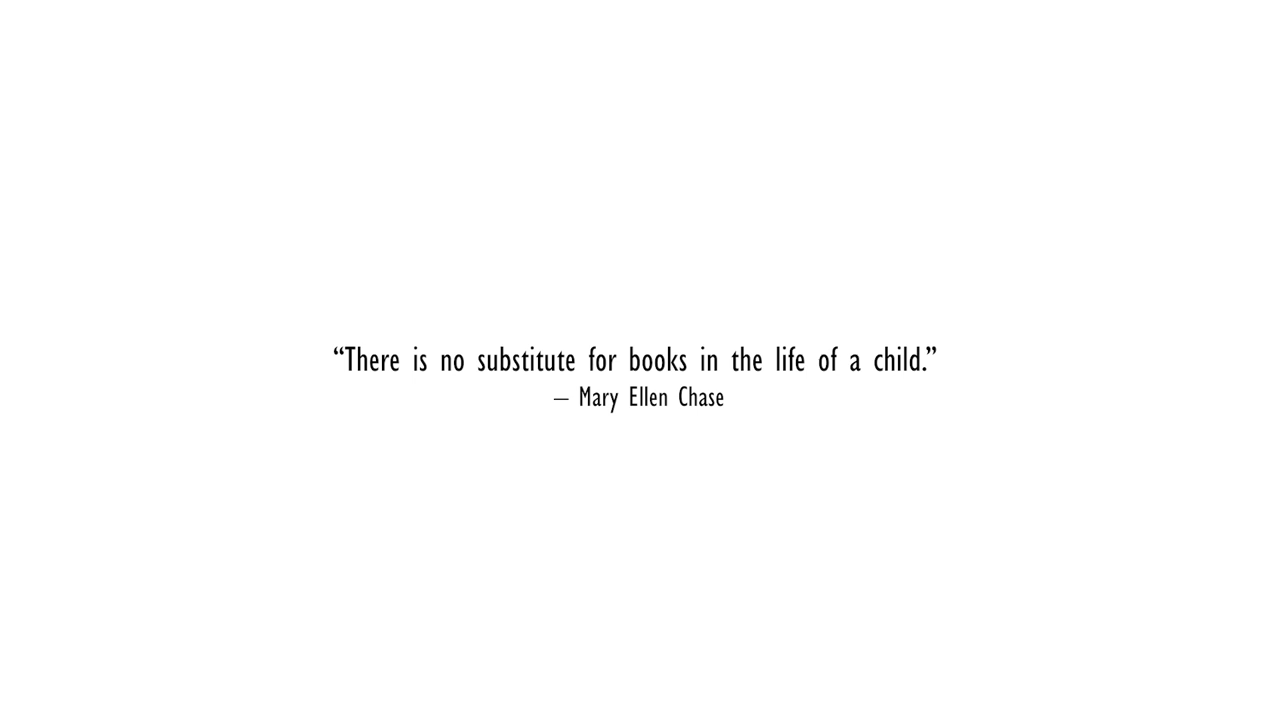 “There is no substitute for books in the life of a child.”
– Mary Ellen Chase